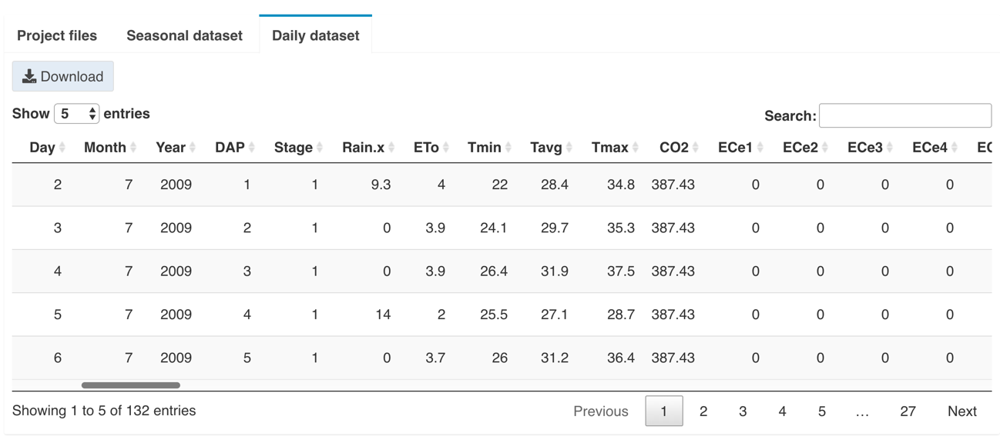 Project files Seasonal dataset Daily dataset
Download
Show 5 entries Search:
Day Month Year DAP Stage Rain.x ETo Tmin Tavg Tmax CO2 ECe1 ECe2 ECe3 ECe4 EC
2 7 2009 1 1 9.3 4 22 28.4 34.8 387.43 0 0 0 0
3 7 2009 2 1 0 3.9 24.1 29.7 35.3 387.43 0 0 0 0
4 7 2009 3 1 0 3.9 26.4 31.9 37.5 387.43 0 0 0 0
5 7 2009 4 1 14 2 25.5 27.1 28.7 387.43 0 0 0 0
6 7 2009 5 1 0 3.7 26 31.2 36.4 387.43 0 0 0 0
Showing 1 to 5 of 132 entries Previous 1 2 3 4 5 … 27 Next